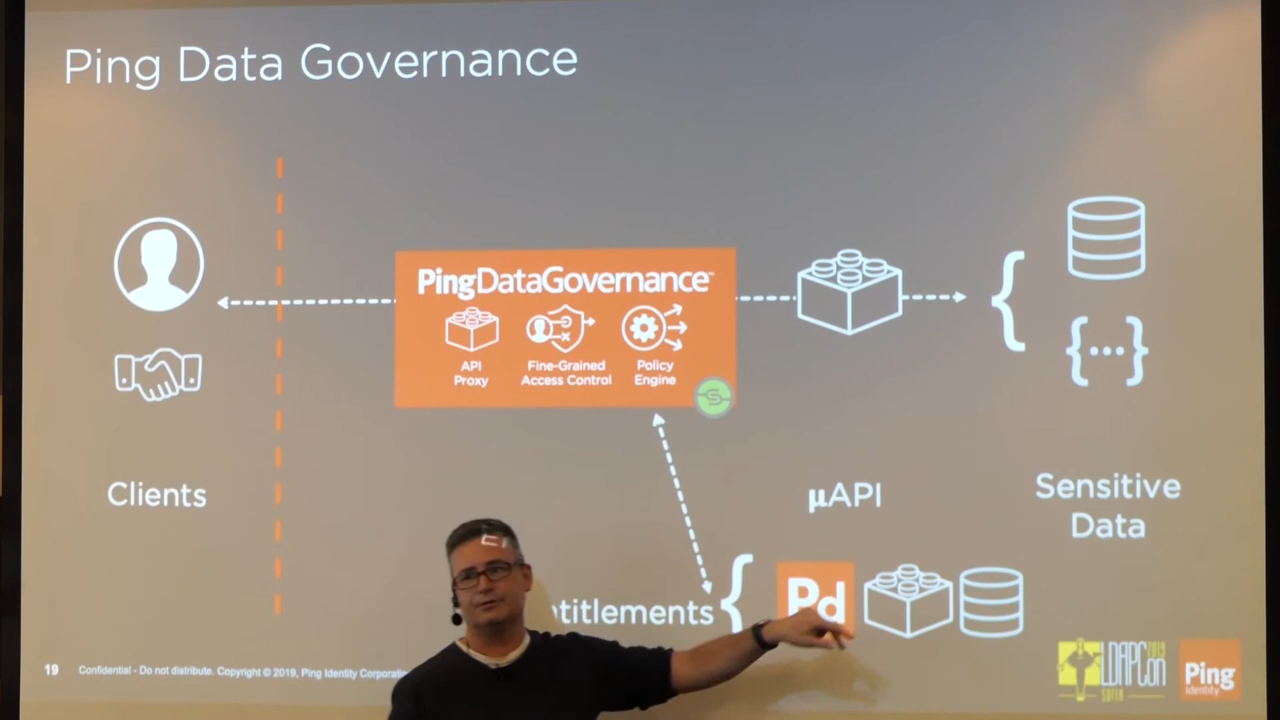 Ping Data Governance
PingDataGovernance™
API
Proxy
Fine-Grained
Access Control
Policy
Engine
Clients
µAPI
Sensitive
Data
ntitlements
Pd
19
Confidential - Do not distribute. Copyright © 2019, Ping Identity
LDAPCon
2019
SOFIA
Ping
Identity